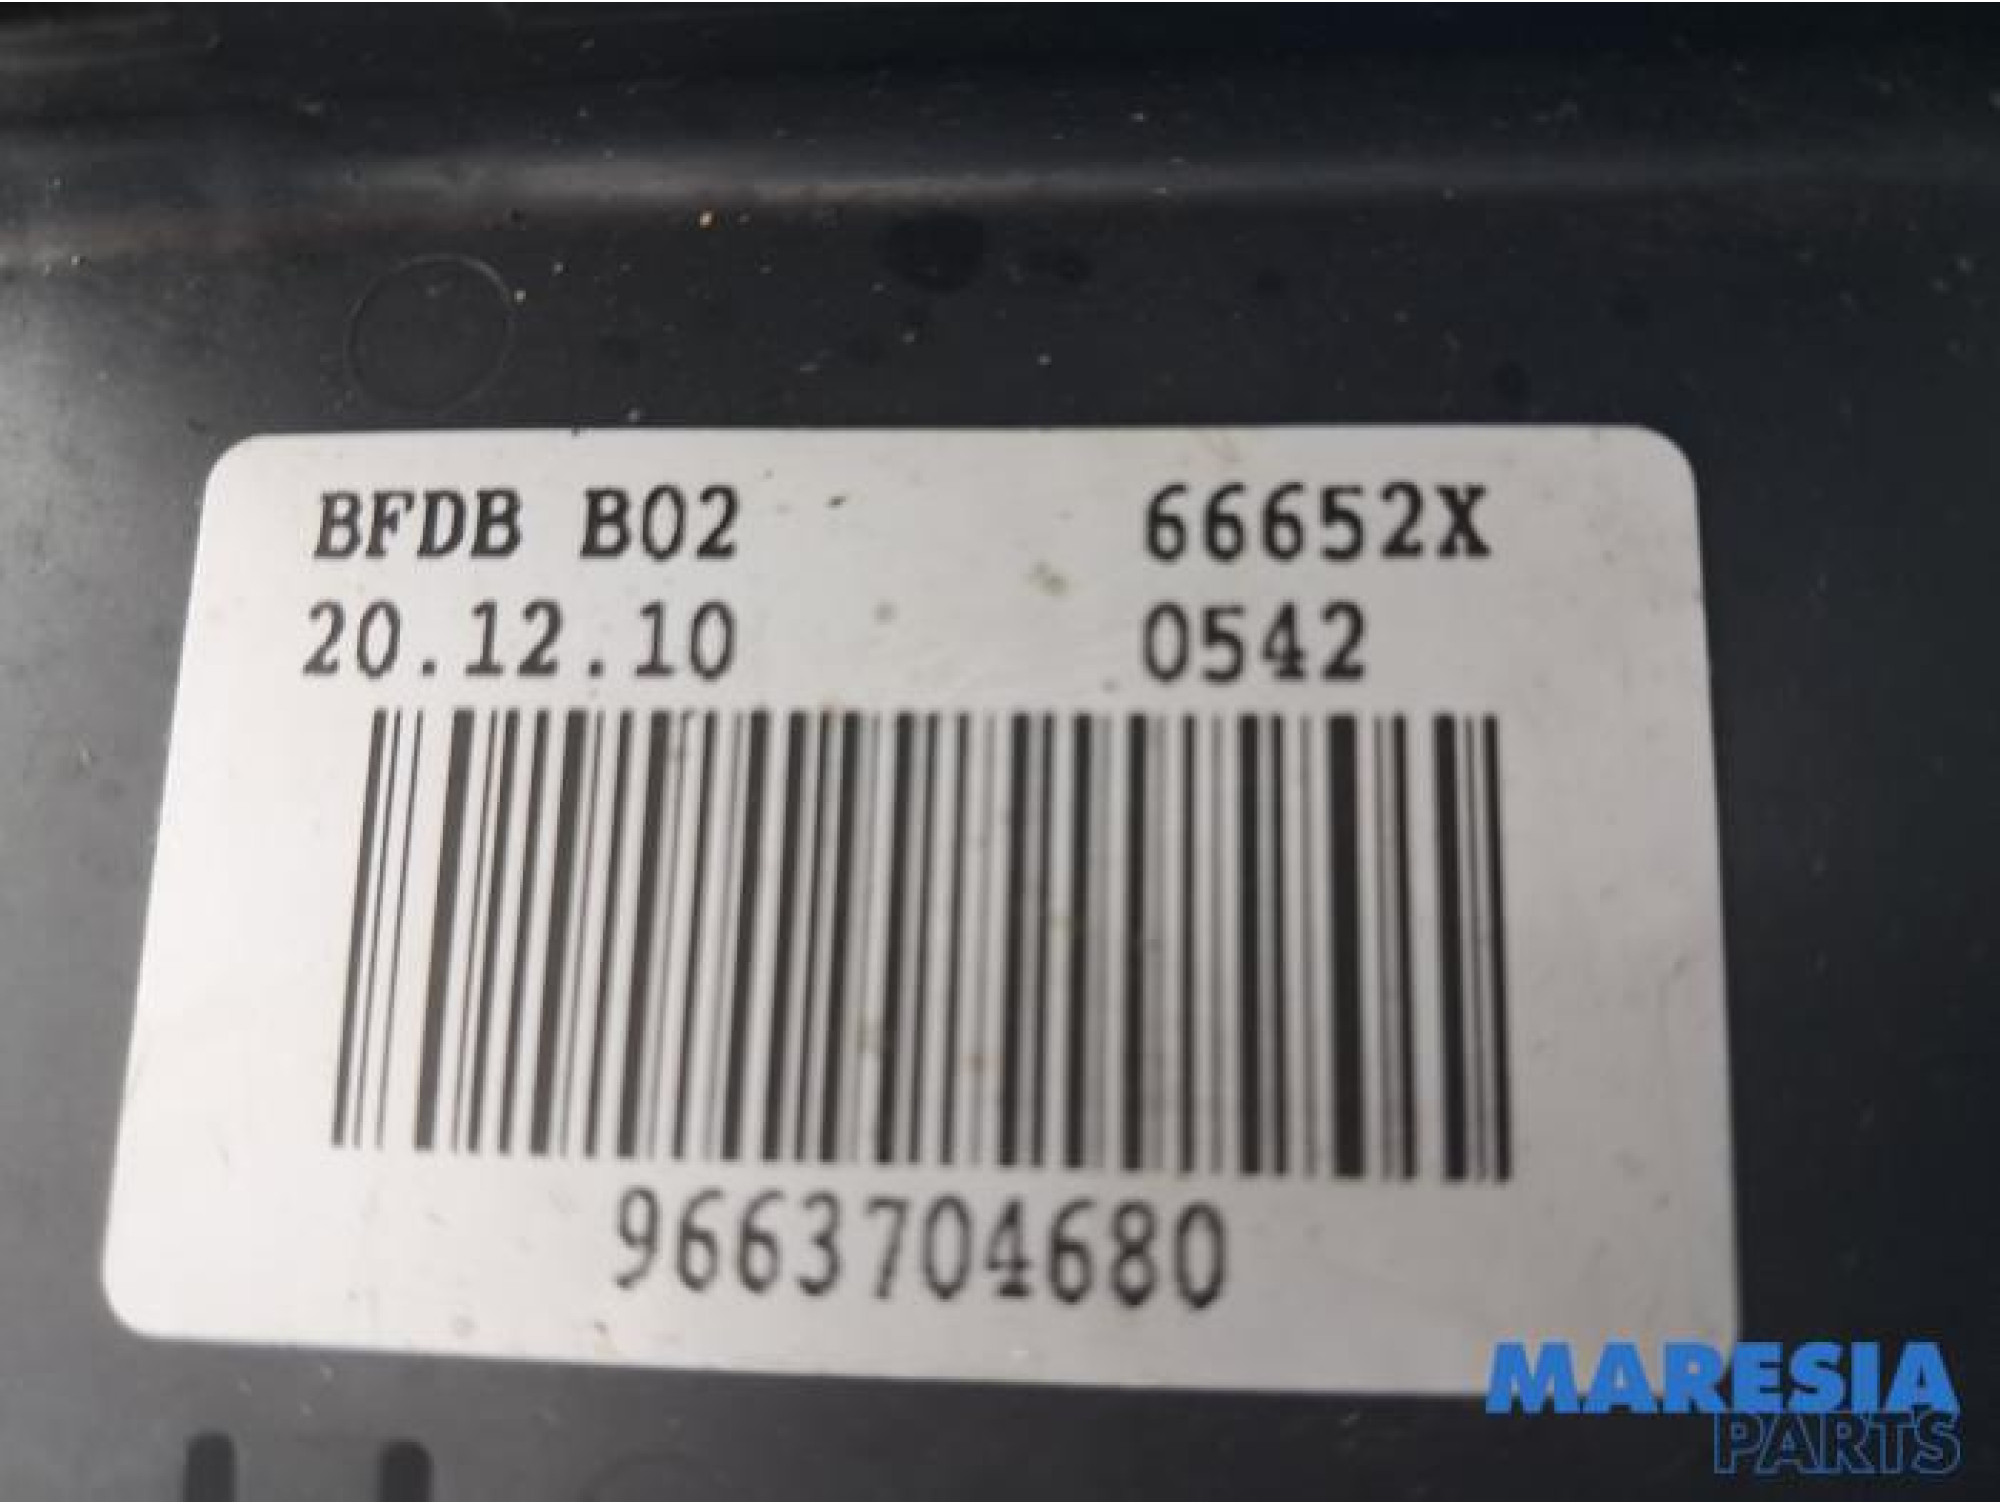 BFDB B02 66652X
20.12.10 0542
9663704680
MARESIA
PARTS